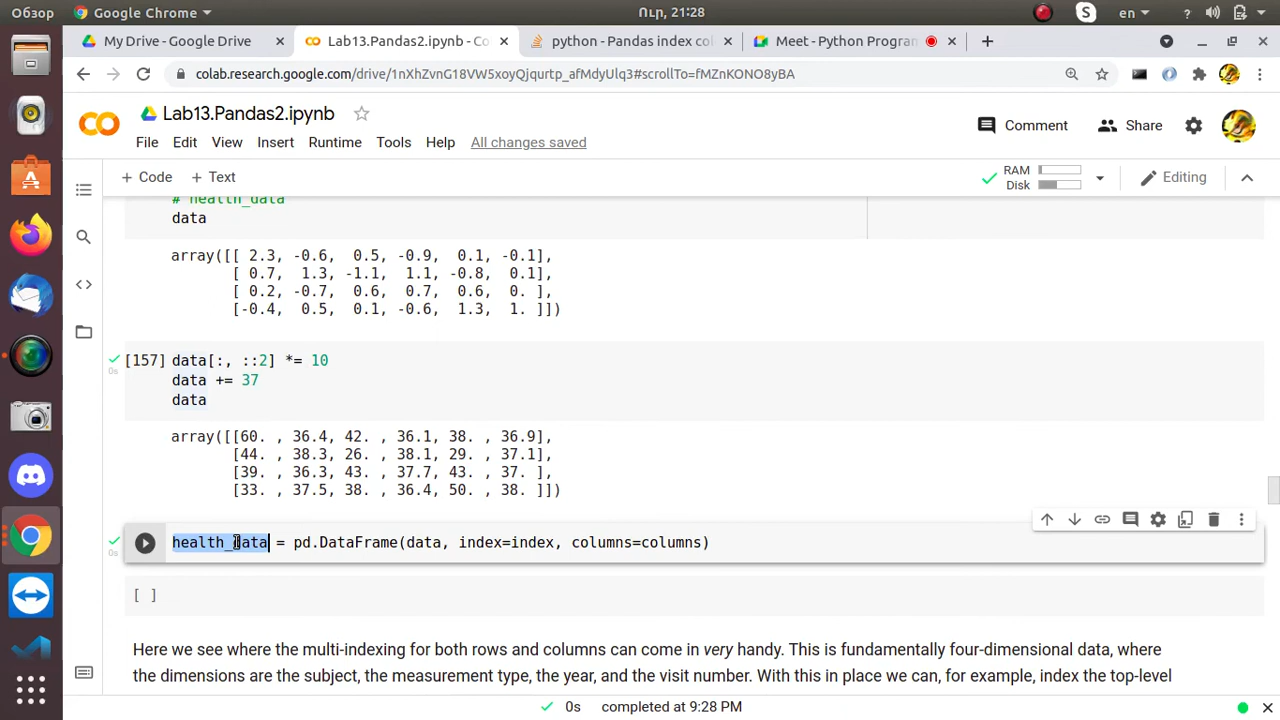 Обзор
Google Chrome
Ուր, 21:28
en
?
My Drive - Google Drive
Lab13.Pandas2.ipynb - Co
python - Pandas index col
Meet - Python Program
colab.research.google.com/drive/1nXhZvnG18VW5xoyQjqurtp_afMdyUlq3#scrollTo=fMZnKONO8yBA
Lab13.Pandas2.ipynb
Comment
Share
File Edit View Insert Runtime Tools Help All changes saved
+ Code + Text
RAM
Disk
Editing
# health_data
data
array([[ 2.3, -0.6, 0.5, -0.9, 0.1, -0.1],
[ 0.7, 1.3, -1.1, 1.1, -0.8, 0.1],
[ 0.2, -0.7, 0.6, 0.7, 0.6, 0. ],
[-0.4, 0.5, 0.1, -0.6, 1.3, 1. ]])
[157] data[:, ::2] *= 10
0s
data += 37
data
array([[60. , 36.4, 42. , 36.1, 38. , 36.9],
[44. , 38.3, 26. , 38.1, 29. , 37.1],
[39. , 36.3, 43. , 37.7, 43. , 37. ],
[33. , 37.5, 38. , 36.4, 50. , 38. ]])
health_data = pd.DataFrame(data, index=index, columns=columns)
0s
[ ]
Here we see where the multi-indexing for both rows and columns can come in very handy. This is fundamentally four-dimensional data, where
the dimensions are the subject, the measurement type, the year, and the visit number. With this in place we can, for example, index the top-level
0s completed at 9:28 PM